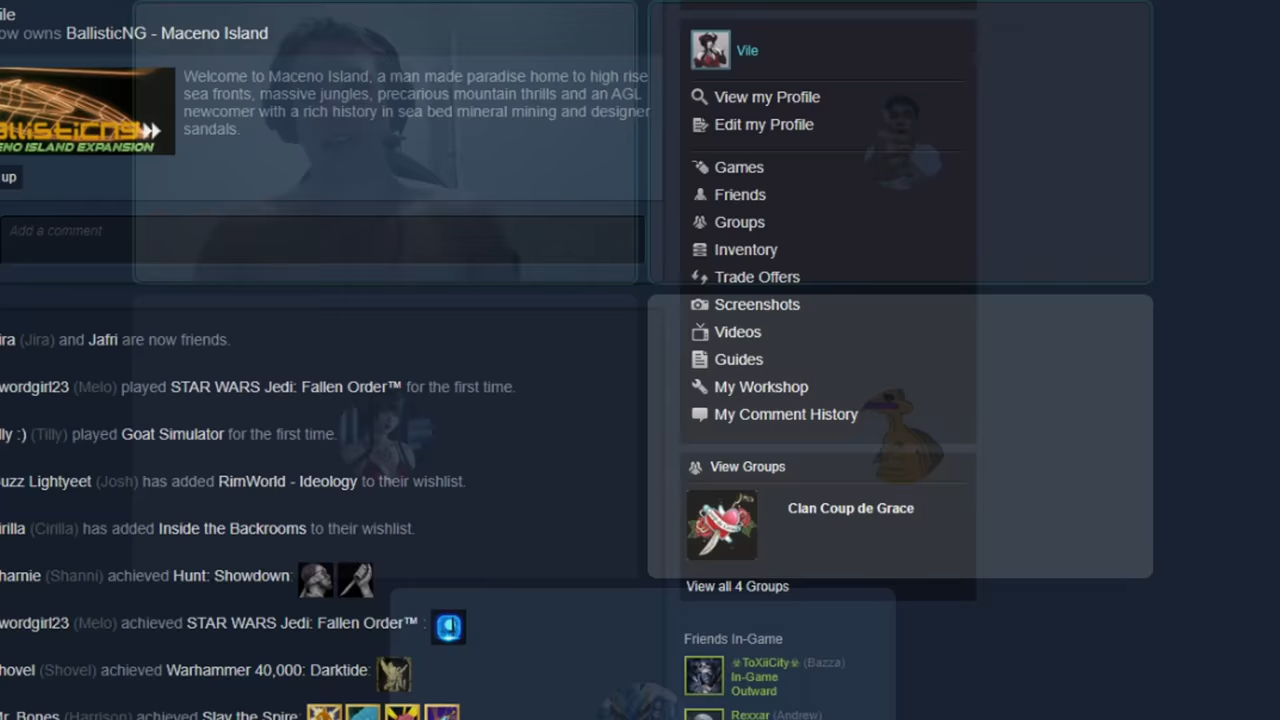 ile
ow owns BallisticNG - Maceno Island
Welcome to Maceno Island, a man made paradise home to high rise
sea fronts, massive jungles, precarious mountain thrills and an AGL
newcomer with a rich history in sea bed mineral mining and designer
sandals.
allisticng
ENO ISLAND EXPANSION
up
Add a comment
ira (Jira) and Jafri are now friends.
wordgirl23 (Melo) played STAR WARS Jedi: Fallen Order™ for the first time.
lly :) (Tilly) played Goat Simulator for the first time.
uzz Lightyeet (Josh) has added RimWorld - Ideology to their wishlist.
irilla (Cirilla) has added Inside the Backrooms to their wishlist.
harnie (Shanni) achieved Hunt: Showdown:
wordgirl23 (Melo) achieved STAR WARS Jedi: Fallen Order™ :
hovel (Shovel) achieved Warhammer 40,000: Darktide:
Mr. Bones (Harrison) achieved Slay the Spire:
Vile
View my Profile
Edit my Profile
Games
Friends
Groups
Inventory
Trade Offers
Screenshots
Videos
Guides
My Workshop
My Comment History
View Groups
Clan Coup de Grace
View all 4 Groups
Friends In-Game
☣ToXiiCity☣ (Bazza)
In-Game
Outward
Rexxar (Andrew)